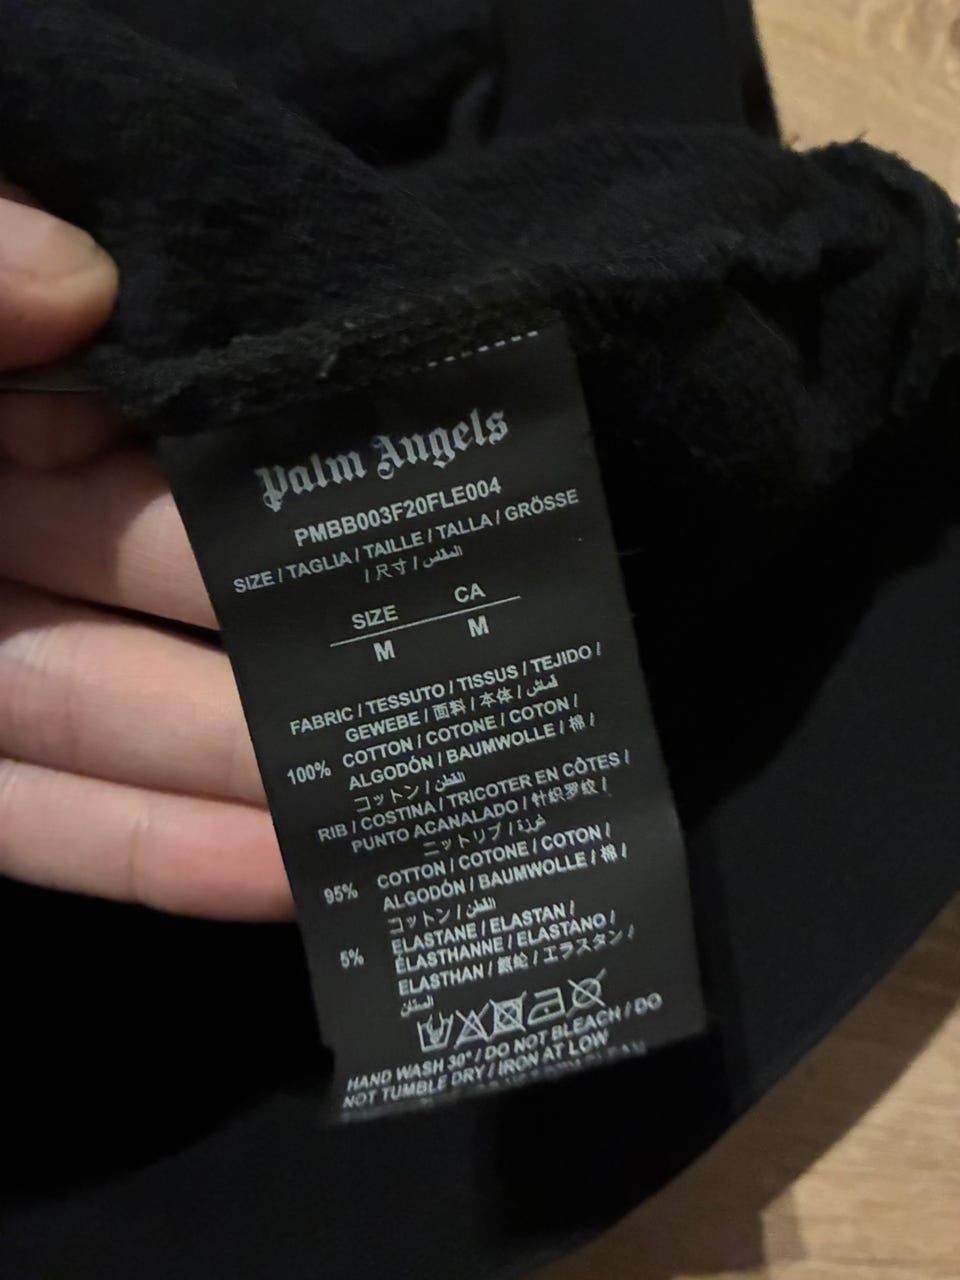 Palm Angels
PMBB003F20FLE004
SIZE / TAGLIA / TAILLE / TALLA / GRÖSSE
/ 尺寸 / المقاس
SIZE CA
M M
FABRIC / TESSUTO / TISSUS / TEJIDO /
GEWEBE / 面料 / 本体 / قماش
100% COTTON / COTONE / COTON /
ALGODÓN / BAUMWOLLE / 棉 /
コットン / القطن
RIB / COSTINA / TRICOTER EN CÔTES /
PUNTO ACANALADO / 针织罗纹 /
ニットリブ / غرزة
95% COTTON / COTONE / COTON /
ALGODÓN / BAUMWOLLE / 棉 /
コットン / القطن
5% ELASTANE / ELASTAN /
ÉLASTHANNE / ELASTANO /
ELASTHAN / 氨纶 / エラスタン /
HAND WASH 30° / DO NOT BLEACH / DO
NOT TUMBLE DRY / IRON AT LOW